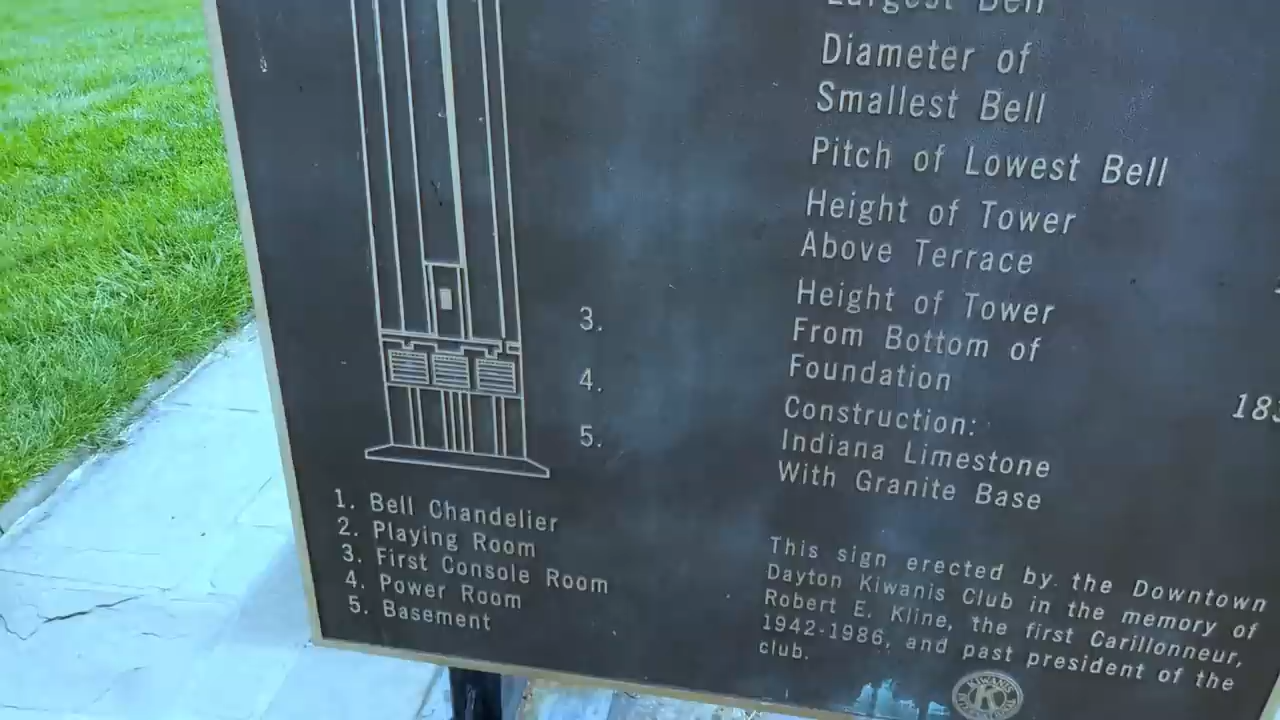 Largest Bell
Diameter of
Smallest Bell
Pitch of Lowest Bell
Height of Tower
Above Terrace
Height of Tower
From Bottom of
Foundation
Construction:
Indiana Limestone
With Granite Base
3.
4.
5.
1. Bell Chandelier
2. Playing Room
3. First Console Room
4. Power Room
5. Basement
This sign erected by the Downtown
Dayton Kiwanis Club in the memory of
Robert E. Kline, the first Carillonneur,
1942-1986, and past president of the
club.
KIWANIS
K